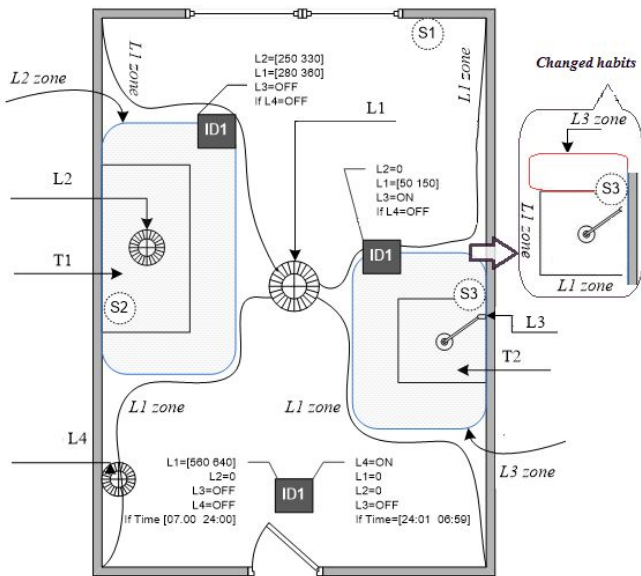 S1
L1 zone
L1 zone
Changed habits
L2 zone
L2=[250 330]
L1=[280 360]
L3=OFF
If L4=OFF
L1
L3 zone
ID1
S3
L2
L2=0
L1=[50 150]
L3=ON
If L4=OFF
L1 zone
ID1
T1
S2
S3
L1 zone
L3
T2
L1 zone
L1 zone
L4
L3 zone
L1=[560 640]
L2=0
L3=OFF
L4=OFF
If Time [07.00 24:00]
ID1
L4=ON
L1=0
L2=0
L3=OFF
If Time=[24:01 06:59]